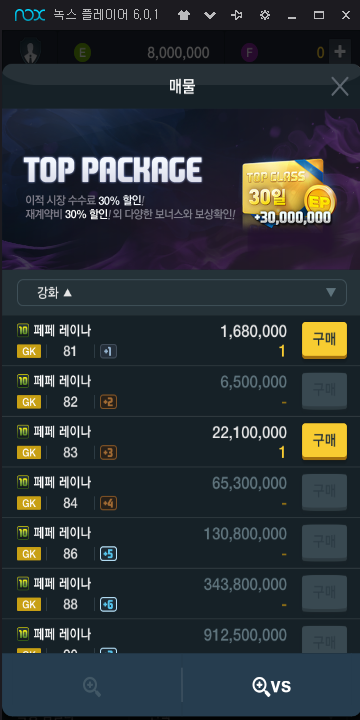 nox 녹스 플레이어 6.0.1
E 8,000,000 F 0 +
매물
TOP PACKAGE
이적 시장 수수료 30% 할인!
재계약비 30% 할인! 외 다양한 보너스와 보상확인!
TOP CLASS
30일
EP
+30,000,000
강화 ▲
10 페페 레이나 1,680,000 구매
GK 81 +1 1
10 페페 레이나 6,500,000 구매
GK 82 +2 -
10 페페 레이나 22,100,000 구매
GK 83 +3 1
10 페페 레이나 65,300,000 구매
GK 84 +4 -
10 페페 레이나 130,800,000 구매
GK 86 +5 -
10 페페 레이나 343,800,000 구매
GK 88 +6 -
10 페페 레이나 912,500,000 구매
GK
VS